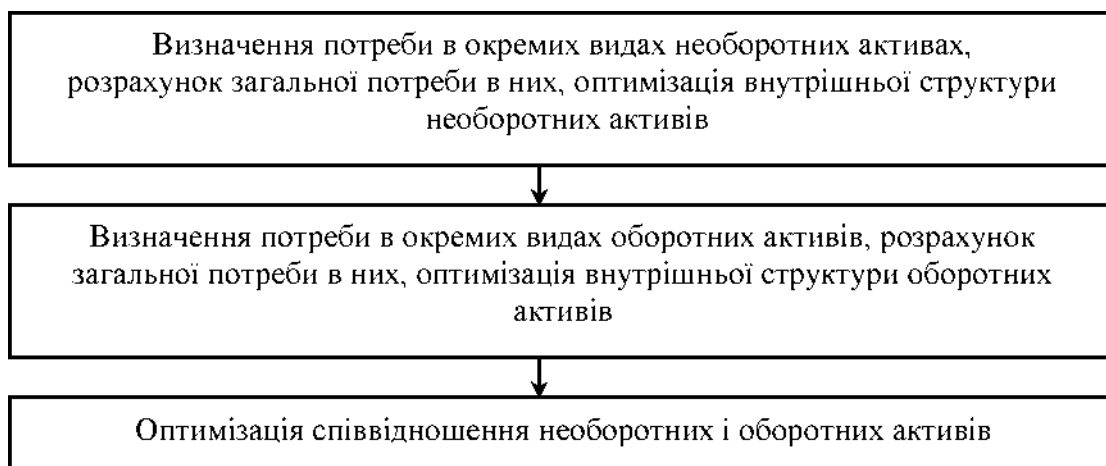 Визначення потреби в окремих видах необоротних активах,
розрахунок загальної потреби в них, оптимізація внутрішньої структури
необоротних активів
Визначення потреби в окремих видах оборотних активів, розрахунок
загальної потреби в них, оптимізація внутрішньої структури оборотних
активів
Оптимізація співвідношення необоротних і оборотних активів